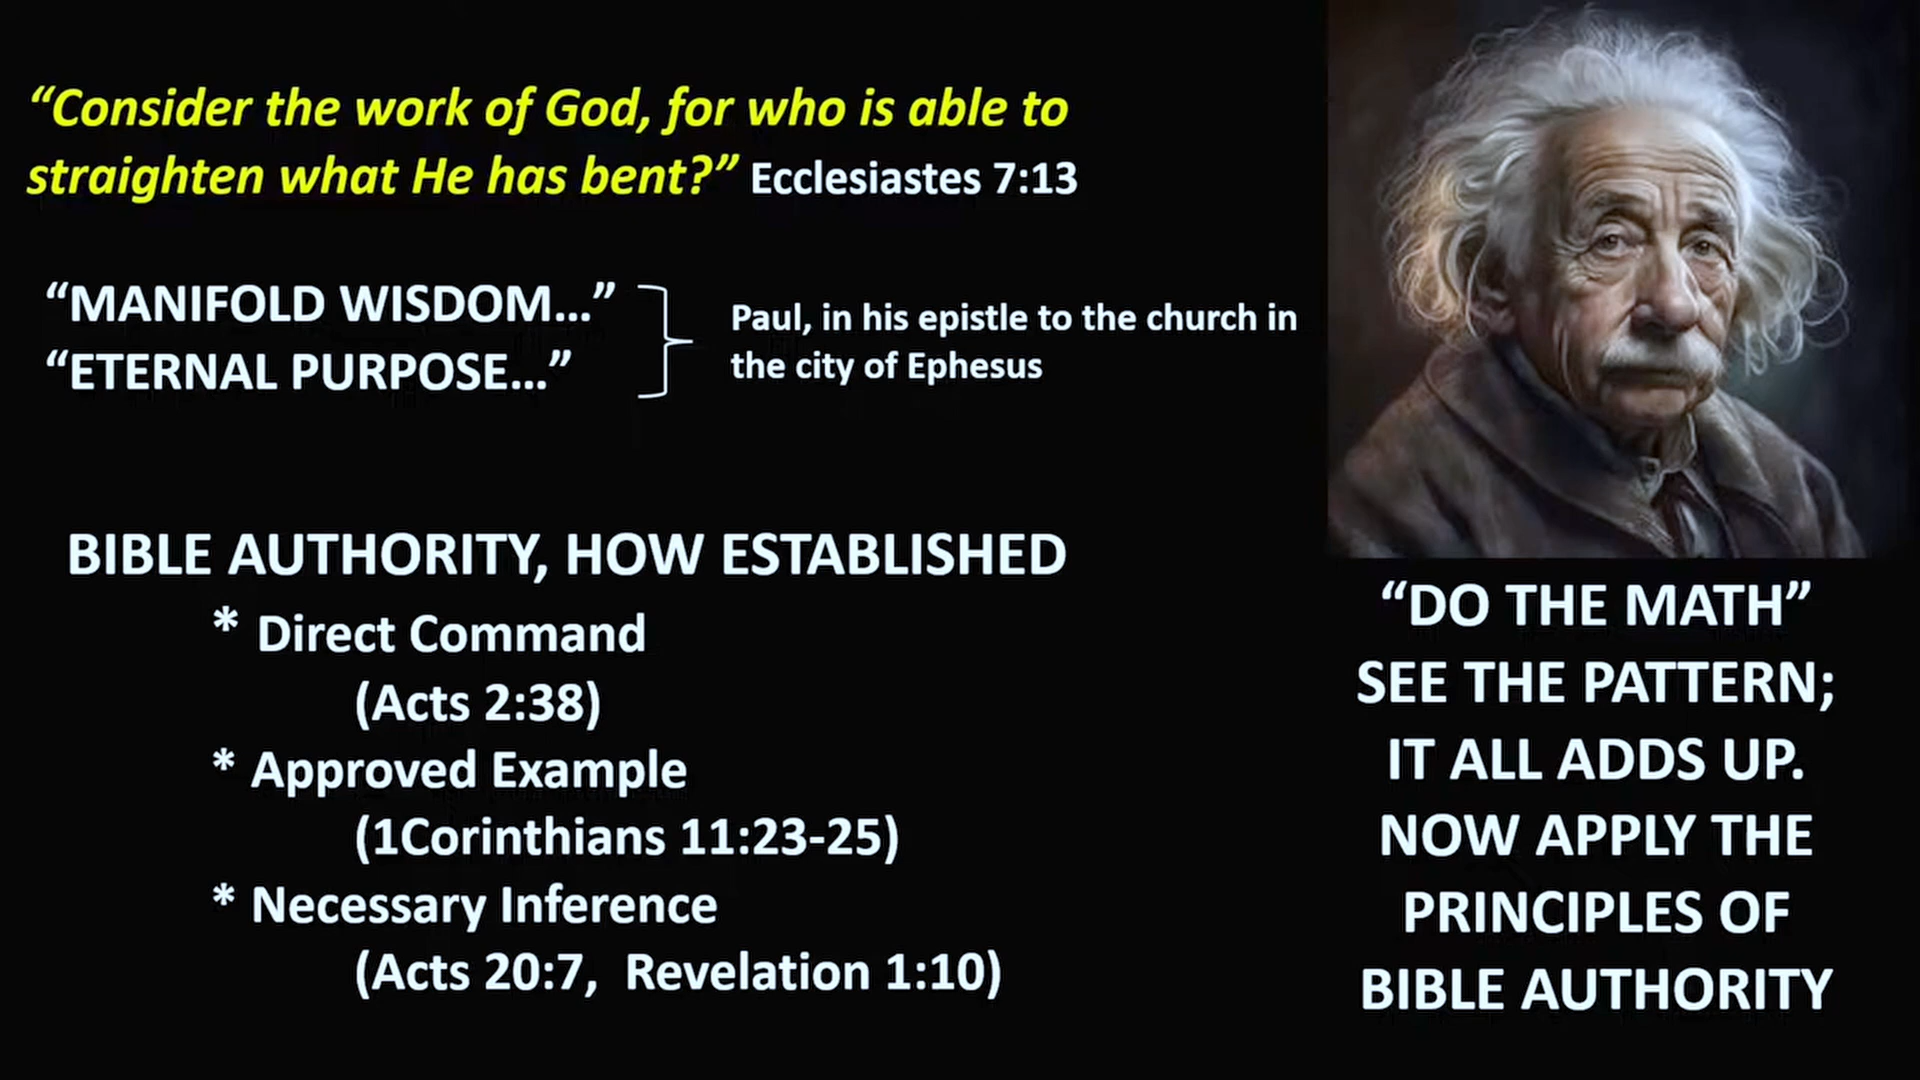 “Consider the work of God, for who is able to
straighten what He has bent?” Ecclesiastes 7:13
“MANIFOLD WISDOM...”
“ETERNAL PURPOSE...”
Paul, in his epistle to the church in
the city of Ephesus
BIBLE AUTHORITY, HOW ESTABLISHED
* Direct Command
(Acts 2:38)
* Approved Example
(1Corinthians 11:23-25)
* Necessary Inference
(Acts 20:7, Revelation 1:10)
“DO THE MATH”
SEE THE PATTERN;
IT ALL ADDS UP.
NOW APPLY THE
PRINCIPLES OF
BIBLE AUTHORITY